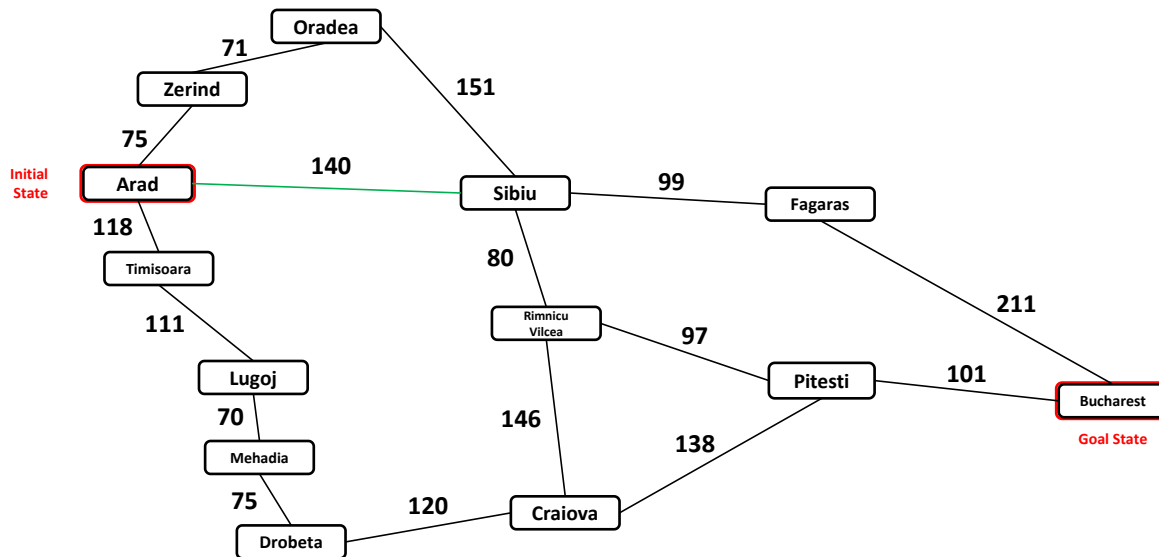 Oradea
71
Zerind
151
75
Initial
State
Arad
140
Sibiu
99
Fagaras
118
Timisoara
80
111
Rimnicu
Vilcea
97
211
Lugoj
Pitesti
101
Bucharest
70
146
138
Goal State
Mehadia
75
120
Craiova
Drobeta